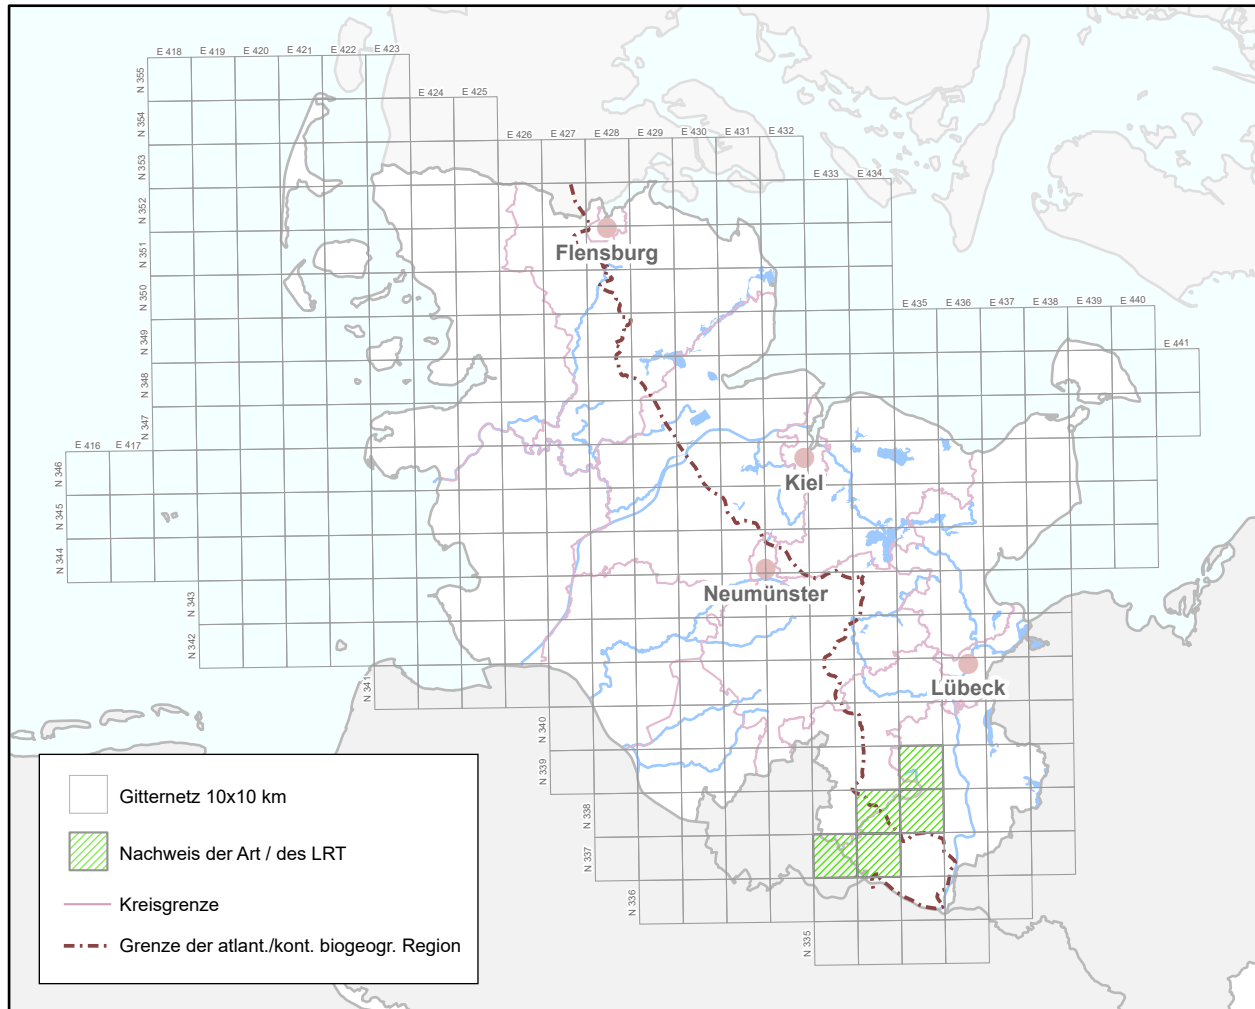 E 418 E 419 E 420 E 421 E 422 E 423
E 424 E 425
E 426 E 427 E 428 E 429 E 430 E 431 E 432
E 433 E 434
E 435 E 436 E 437 E 438 E 439 E 440
E 441
E 416 E 417
N 355
N 354
N 353
N 352
N 351
N 350
N 349
N 348
N 347
N 346
N 345
N 344
N 343
N 342
N 341
N 340
N 339
N 338
N 337
N 336
N 335
Flensburg
Kiel
Neumünster
Lübeck
Gitternetz 10x10 km
Nachweis der Art / des LRT
Kreisgrenze
Grenze der atlant./kont. biogeogr. Region